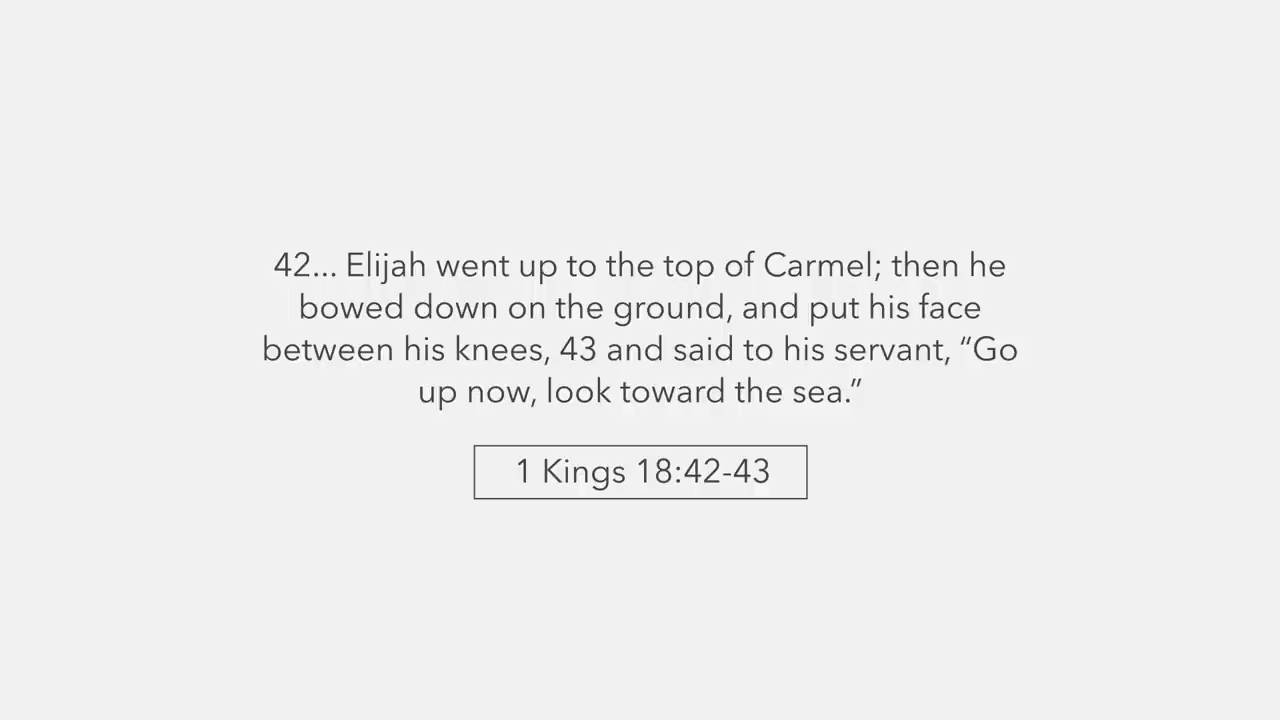 42... Elijah went up to the top of Carmel; then he
bowed down on the ground, and put his face
between his knees, 43 and said to his servant, “Go
up now, look toward the sea.”
1 Kings 18:42-43